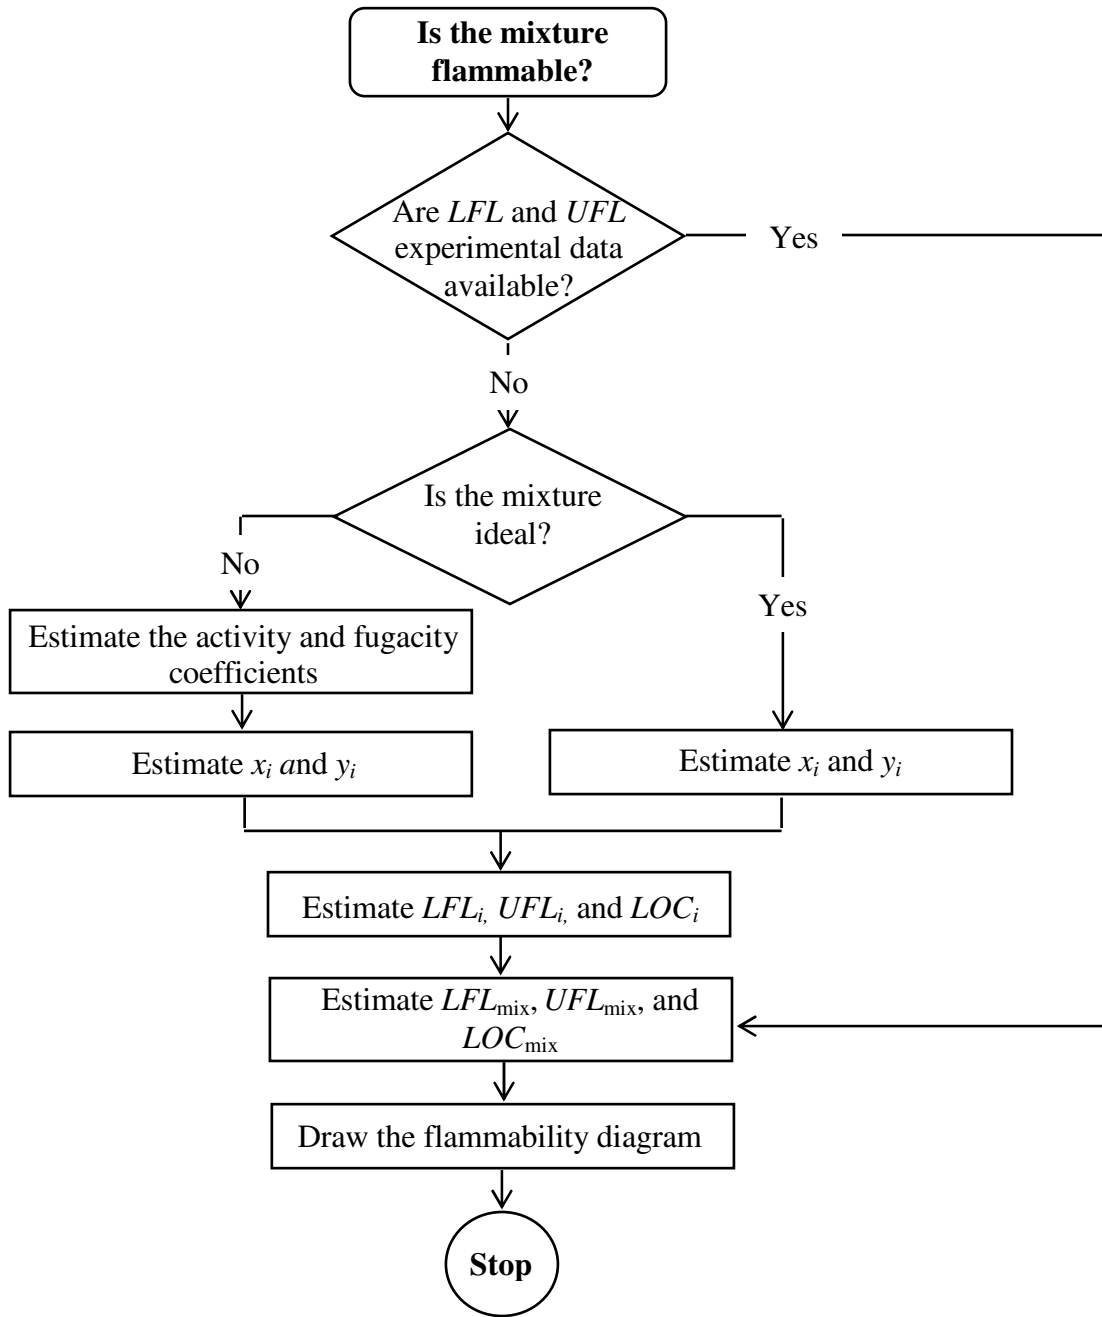 Is the mixture
flammable?
Are LFL and UFL
experimental data
available?
Yes
No
Is the mixture
ideal?
No
Yes
Estimate the activity and fugacity
coefficients
Estimate xᵢ and yᵢ
Estimate xᵢ and yᵢ
Estimate LFLᵢ, UFLᵢ, and LOCᵢ
Estimate LFLmix, UFLmix, and
LOCmix
Draw the flammability diagram
Stop